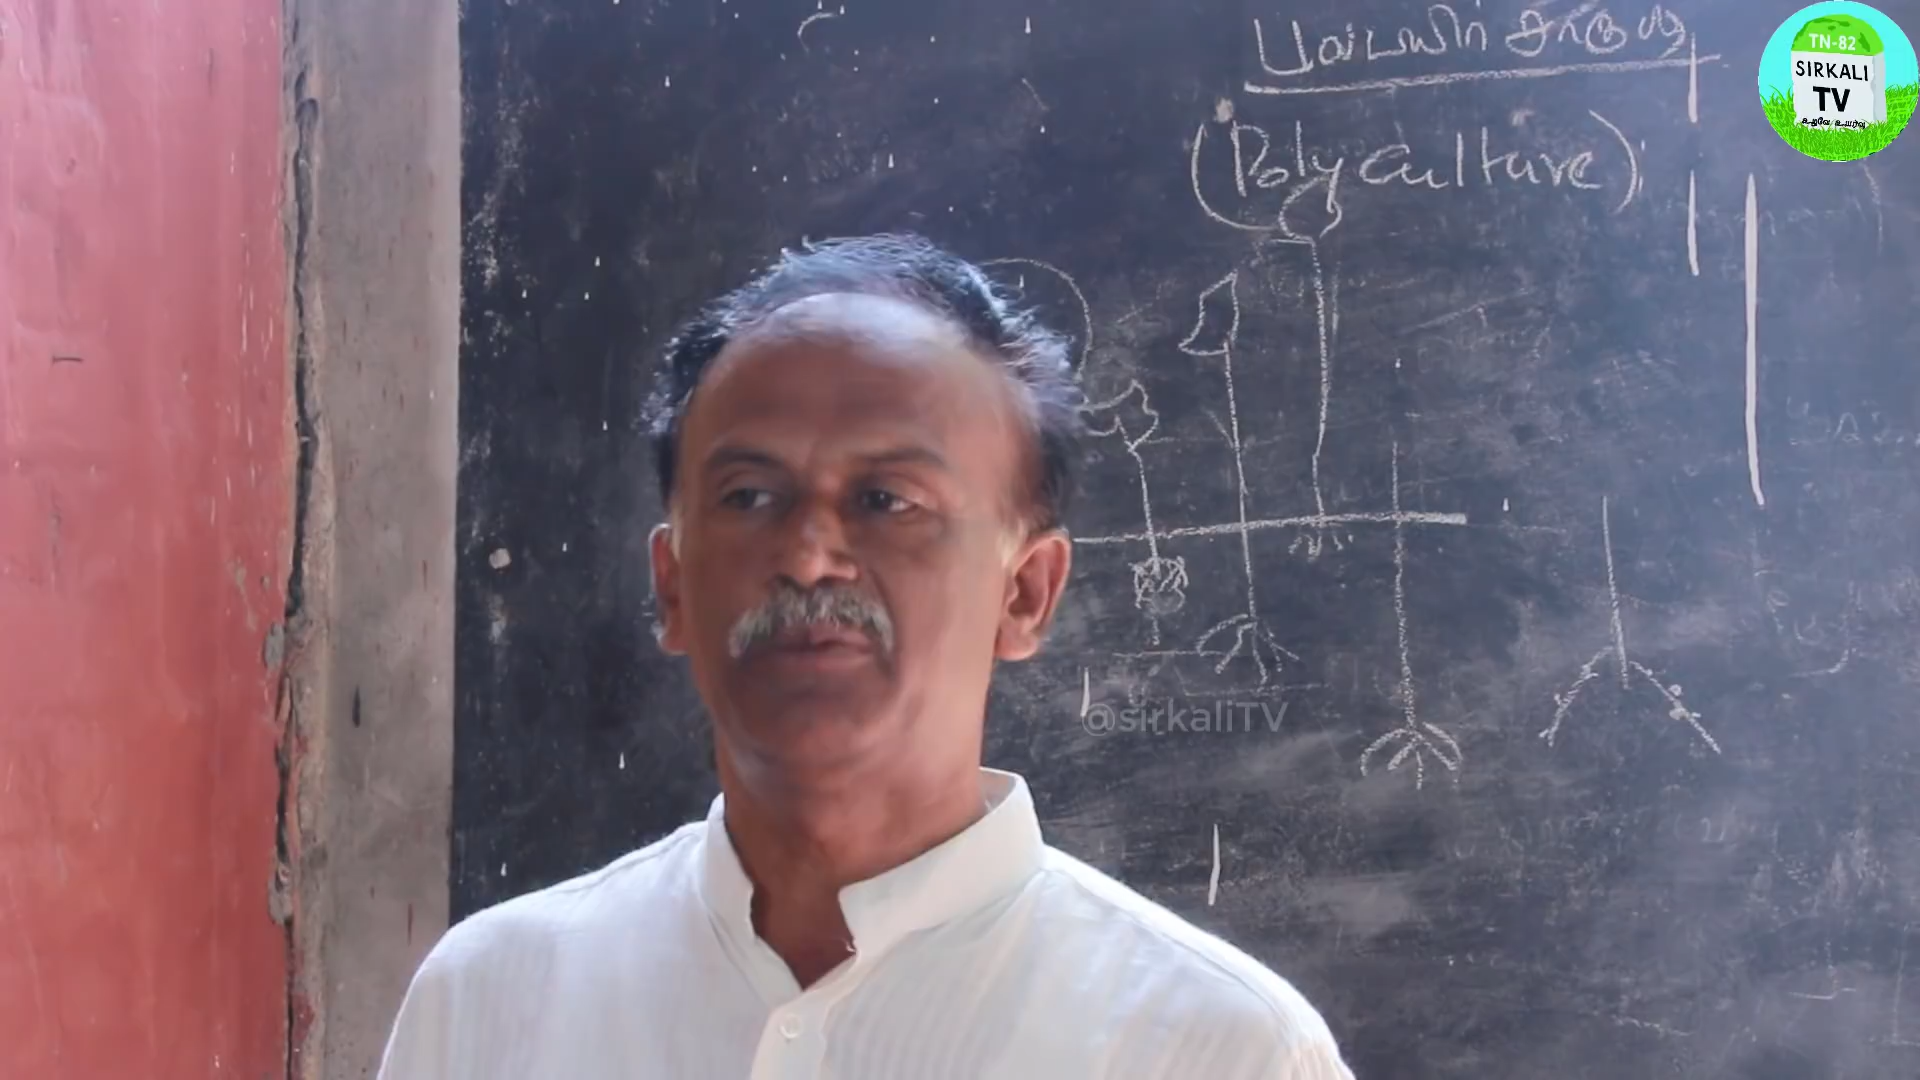 பல்பயிர் சாகுபடி
(Polyculture)
TN-82
SIRKALI
TV
@sirkaliTV